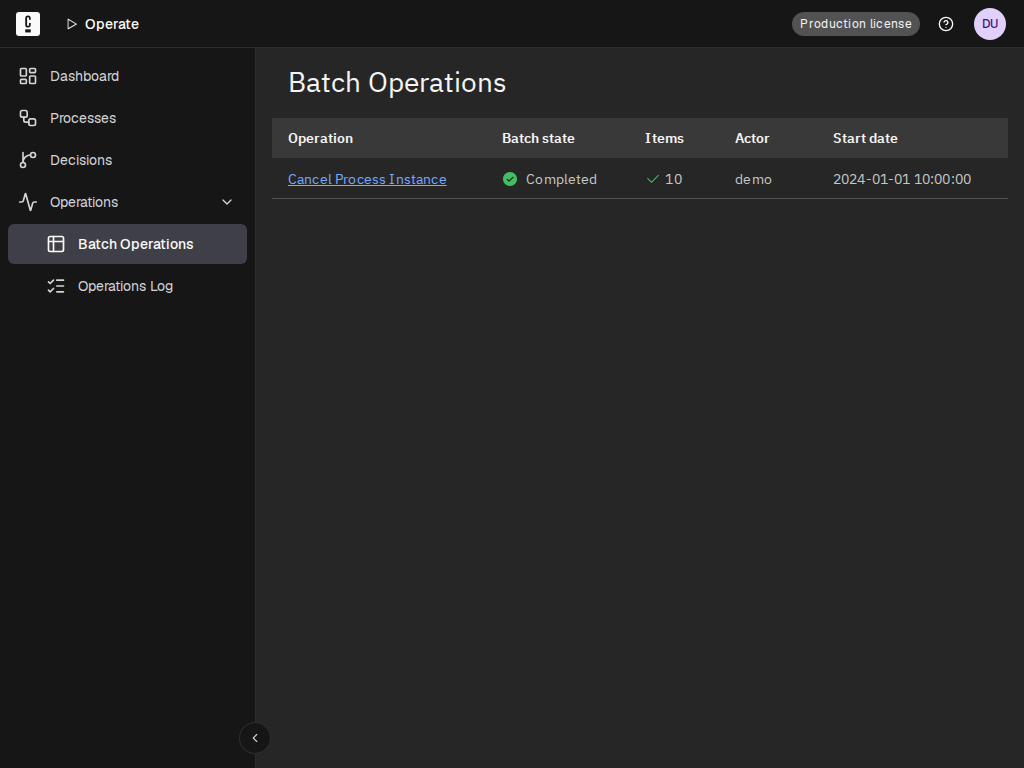 Operate
Production license
DU
Dashboard
Processes
Decisions
Operations
Batch Operations
Operations Log
Batch Operations
Operation Batch state Items Actor Start date
Cancel Process Instance Completed 10 demo 2024-01-01 10:00:00